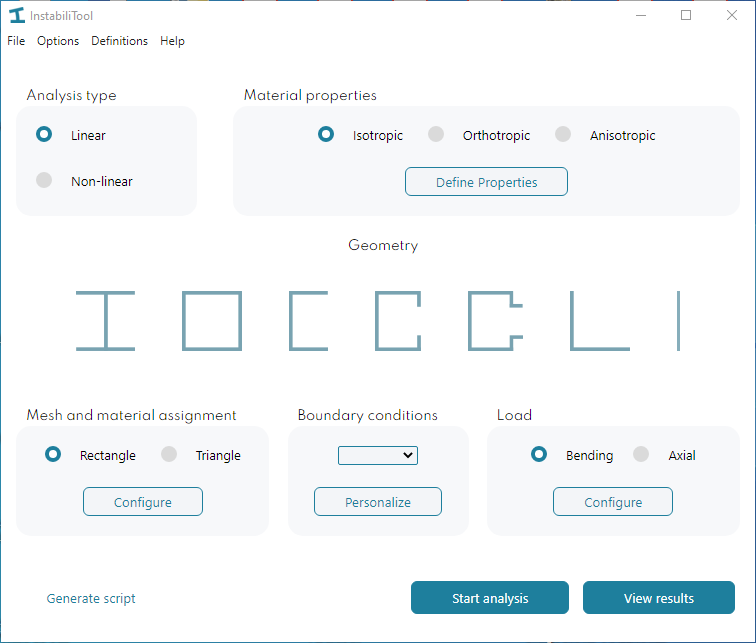 InstabiliTool
File Options Definitions Help
Analysis type
Material properties
Linear
Isotropic Orthotropic Anisotropic
Non-linear
Define Properties
Geometry
Mesh and material assignment
Boundary conditions
Load
Rectangle Triangle
Bending Axial
Configure
Personalize
Configure
Generate script
Start analysis
View results